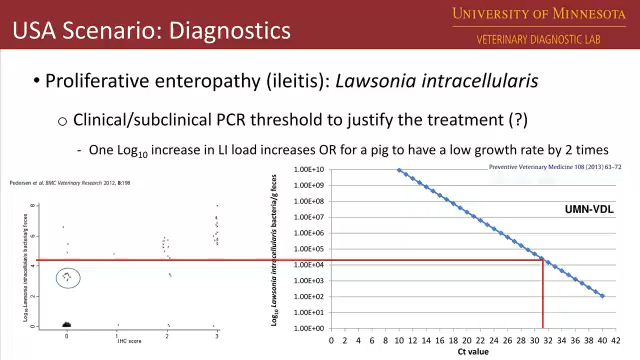 USA Scenario: Diagnostics
UNIVERSITY OF MINNESOTA
VETERINARY DIAGNOSTIC LAB
• Proliferative enteropathy (ileitis): Lawsonia intracellularis
o Clinical/subclinical PCR threshold to justify the treatment (?)
- One Log10 increase in LI load increases OR for a pig to have a low growth rate by 2 times
Preventive Veterinary Medicine 108 (2013) 63–72
Pedersen et al, BMC Veterinary Research 2012, 8:198
Log10 Lawsonia intracellularis bacteria/g feces
8
6
4
2
0
0 1 2 3
IHC score
Log10 Lawsonia intracellularis bacteria/g feces
1.00E+10
1.00E+09
1.00E+08
1.00E+07
1.00E+06
1.00E+05
1.00E+04
1.00E+03
1.00E+02
1.00E+01
1.00E+00
UMN-VDL
0 2 4 6 8 10 12 14 16 18 20 22 24 26 28 30 32 34 36 38 40 42
Ct value